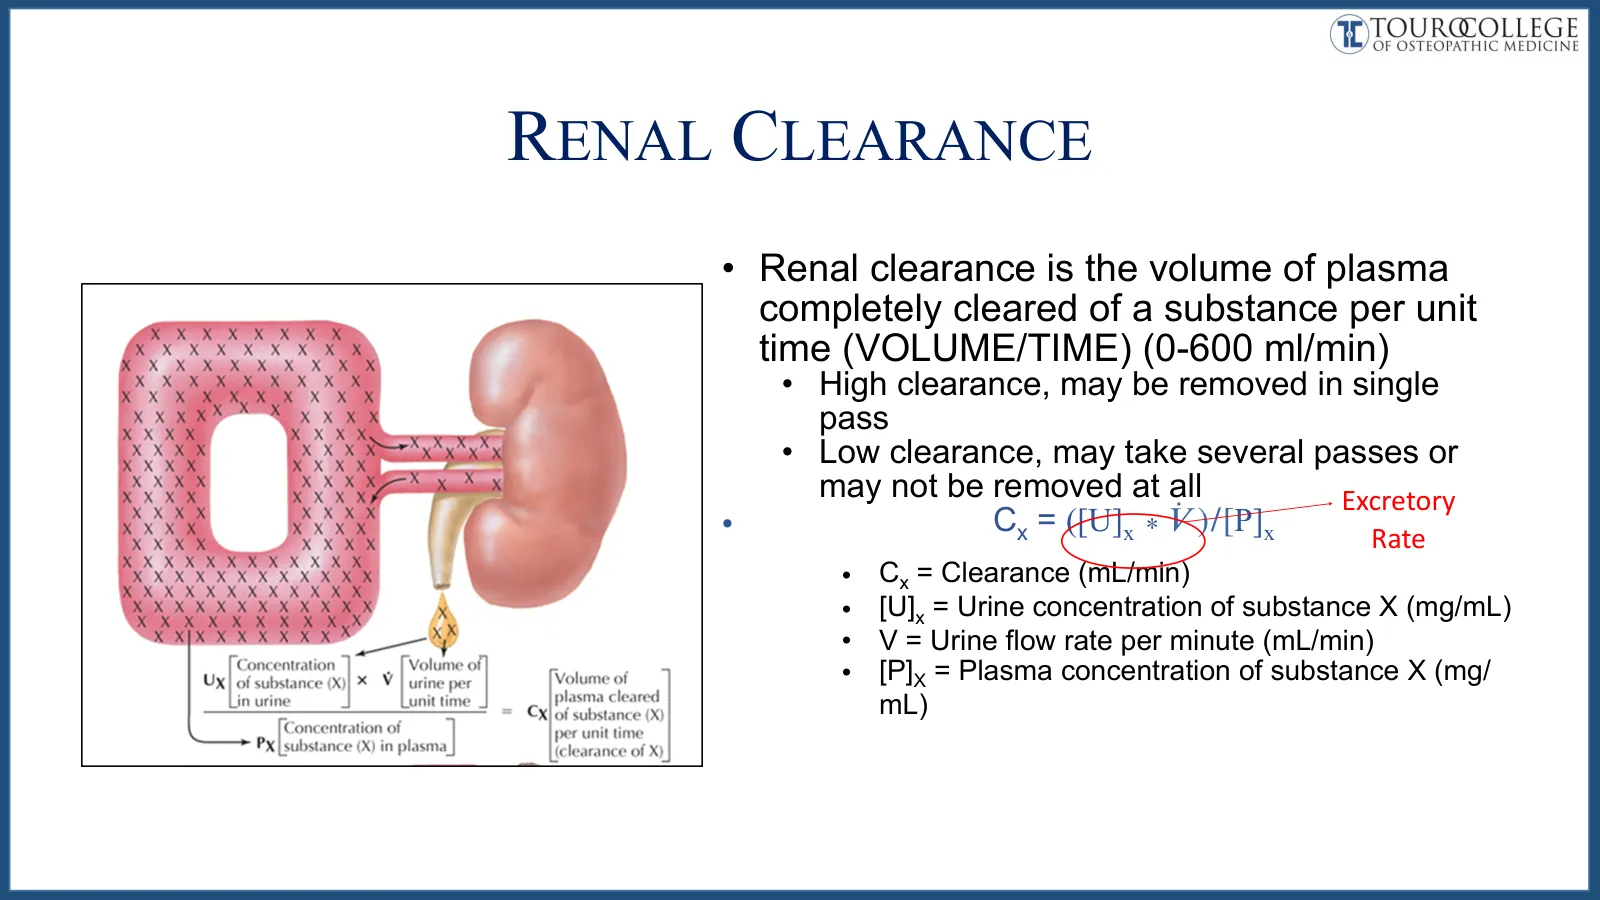 TOUROCOLLEGE
OF OSTEOPATHIC MEDICINE
RENAL CLEARANCE
• Renal clearance is the volume of plasma
completely cleared of a substance per unit
time (VOLUME/TIME) (0-600 ml/min)
• High clearance, may be removed in single
pass
• Low clearance, may take several passes or
may not be removed at all
• Cx = ([U]x * V̇)/[P]x
Excretory
Rate
• Cx = Clearance (mL/min)
• [U]x = Urine concentration of substance X (mg/mL)
• V = Urine flow rate per minute (mL/min)
• [P]X = Plasma concentration of substance X (mg/
mL)
UX [Concentration
of substance (X)
in urine] × V̇ [Volume of
urine per
unit time]
PX [Concentration of
substance (X) in plasma]
= CX [Volume of
plasma cleared
of substance (X)
per unit time
(clearance of X)]